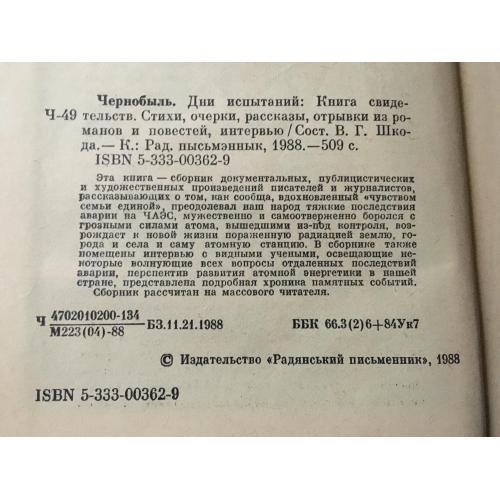 Чернобыль. Дни испытаний: Книга свиде-
Ч-49 тельств. Стихи, очерки, рассказы, отрывки из ро-
манов и повестей, интервью/Сост. В. Г. Шко-
да.— К.: Рад. пысьмэннык, 1988.—509 с.
ISBN 5-333-00362-9
Эта книга — сборник документальных, публицистических
и художественных произведений писателей и журналистов,
рассказывающих о том, как сообща, вдохновленный «чувством
семьи единой», преодолевал наш народ тяжкие последствия
аварии на ЧАЭС, мужественно и самоотверженно боролся с
грозными силами атома, вышедшими из-под контроля, воз-
рождает к новой жизни пораженную радиацией землю, го-
рода и села и саму атомную станцию. В сборнике также
помещены интервью с видными учеными, освещающие не-
которые волнующие всех вопросы отдаленных последствий
аварии, перспектив развития атомной энергетики в нашей
стране, представлена подробная хроника памятных событий.
Сборник рассчитан на массового читателя.
Ч 4702010200-134
М223(04)-88 БЗ.11.21.1988 ББК 66.3(2)6+84Ук7
© Издательство «Радянський письменник», 1988
ISBN 5-333-00362-9